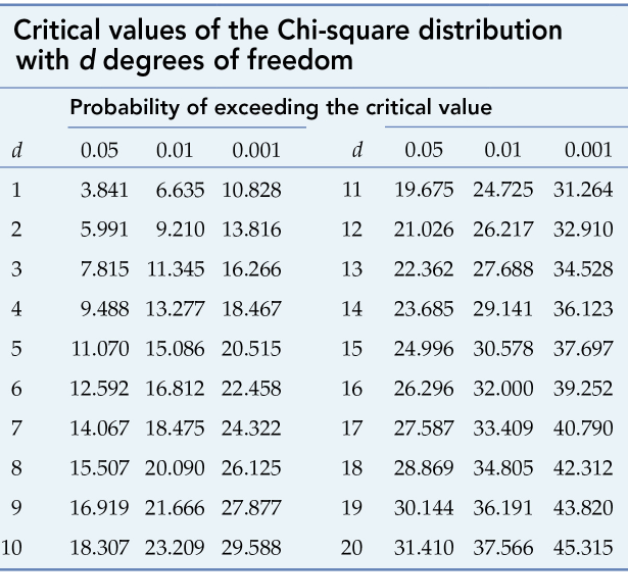 Critical values of the Chi-square distribution
with d degrees of freedom
Probability of exceeding the critical value
d 0.05 0.01 0.001 d 0.05 0.01 0.001
1 3.841 6.635 10.828 11 19.675 24.725 31.264
2 5.991 9.210 13.816 12 21.026 26.217 32.910
3 7.815 11.345 16.266 13 22.362 27.688 34.528
4 9.488 13.277 18.467 14 23.685 29.141 36.123
5 11.070 15.086 20.515 15 24.996 30.578 37.697
6 12.592 16.812 22.458 16 26.296 32.000 39.252
7 14.067 18.475 24.322 17 27.587 33.409 40.790
8 15.507 20.090 26.125 18 28.869 34.805 42.312
9 16.919 21.666 27.877 19 30.144 36.191 43.820
10 18.307 23.209 29.588 20 31.410 37.566 45.315